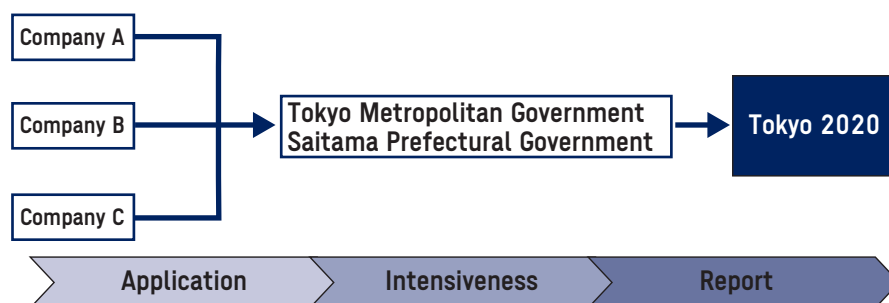 Company A
Company B
Company C
Tokyo Metropolitan Government
Saitama Prefectural Government
Tokyo 2020
Application
Intensiveness
Report